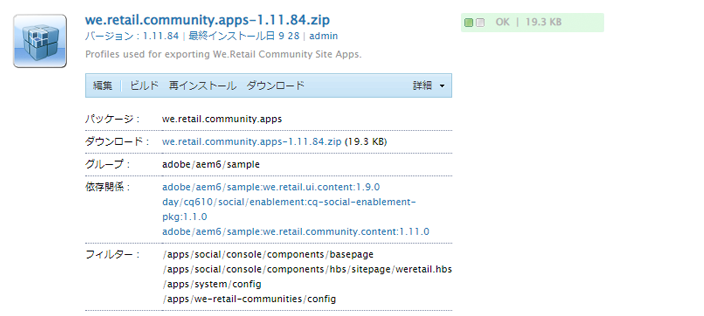 we.retail.community.apps-1.11.84.zip
OK | 19.3 KB
バージョン : 1.11.84 | 最終インストール日 9 28 | admin
Profiles used for exporting We.Retail Community Site Apps.
編集 ビルド 再インストール ダウンロード 詳細
パッケージ : we.retail.community.apps
ダウンロード : we.retail.community.apps-1.11.84.zip (19.3 KB)
グループ : adobe/aem6/sample
依存関係 : adobe/aem6/sample:we.retail.ui.content:1.9.0
day/cq610/social/enablement:cq-social-enablement-
pkg:1.1.0
adobe/aem6/sample:we.retail.community.content:1.11.0
フィルター : /apps/social/console/components/basepage
/apps/social/console/components/hbs/sitepage/weretail.hbs
/apps/system/config
/apps/we-retail-communities/config